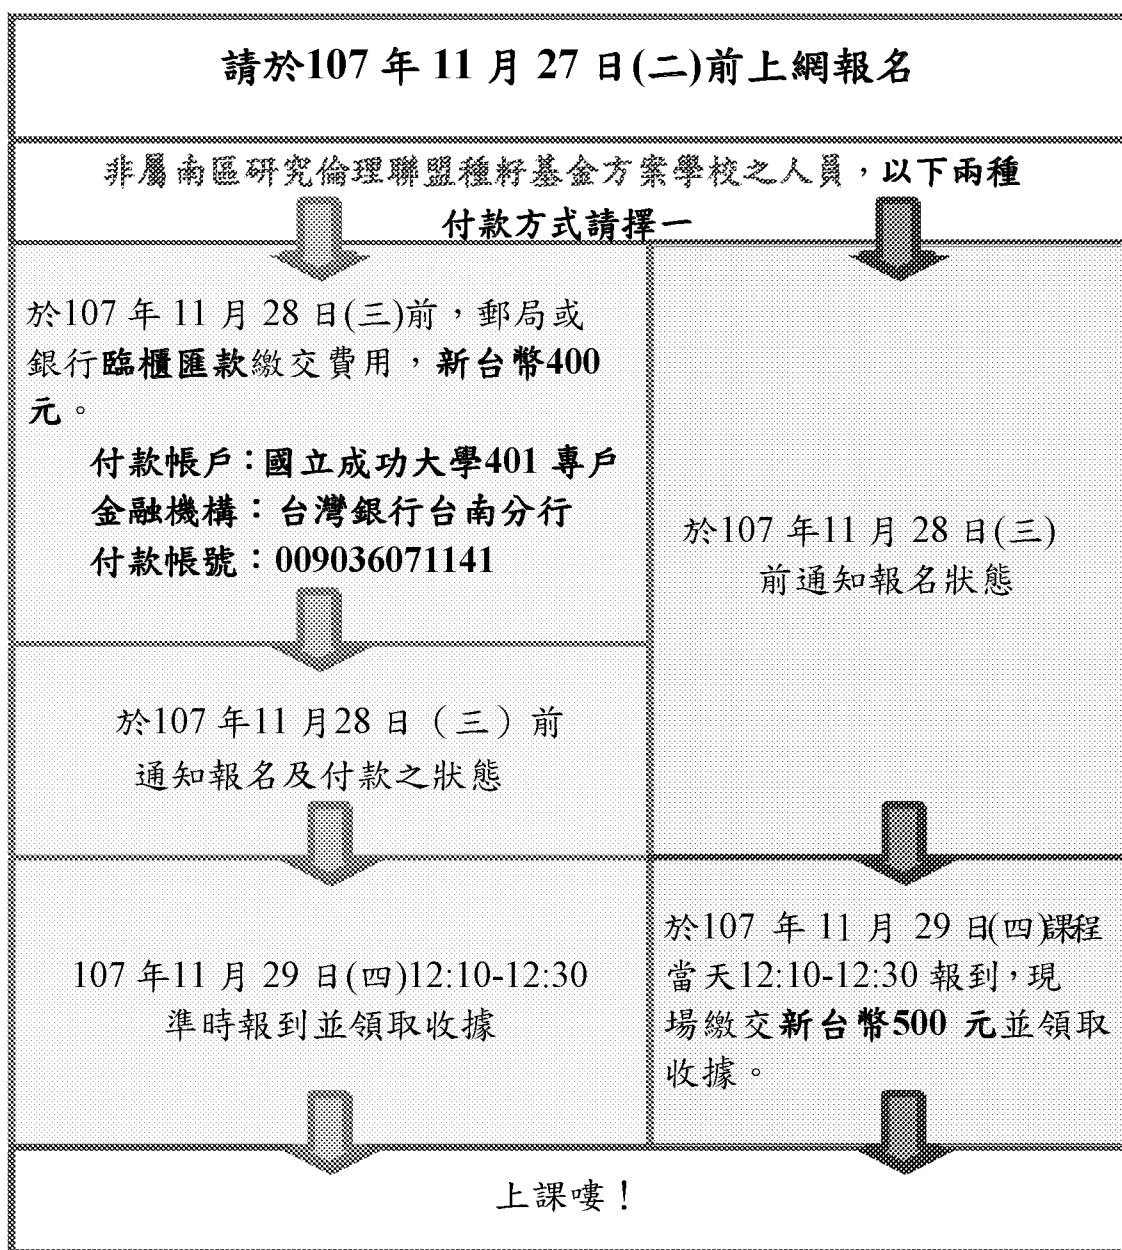 請於107 年 11 月 27 日(二)前上網報名
非屬南區研究倫理聯盟種籽基金方案學校之人員，以下兩種
付款方式請擇一
於107 年 11 月 28 日(三)前，郵局或
銀行臨櫃匯款繳交費用，新台幣400
元。
付款帳戶：國立成功大學401 專戶
金融機構：台灣銀行台南分行
付款帳號：009036071141
於107 年11 月28 日（三）前
通知報名及付款之狀態
107 年11 月 29 日(四)12:10-12:30
準時報到並領取收據
於107 年11 月 28 日(三)
前通知報名狀態
於107 年 11 月 29 日(四)課程
當天12:10-12:30 報到，現
場繳交新台幣500 元並領取
收據。
上課嘍！